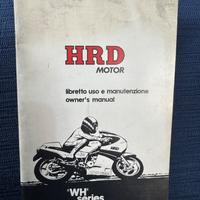 HRD
MOTOR
libretto uso e manutenzione
owner's manual
"WH"
series